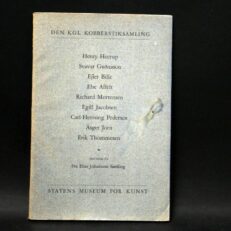 DEN KGL. KOBBERSTIKSAMLING
Henry Heerup
Svavar Gudnason
Ejler Bille
Else Alfelt
Richard Mortensen
Egill Jacobsen
Carl-Henning Pedersen
Asger Jorn
Erik Thommesen
Elise Johansens Samling
STATENS MUSEUM FOR KUNST